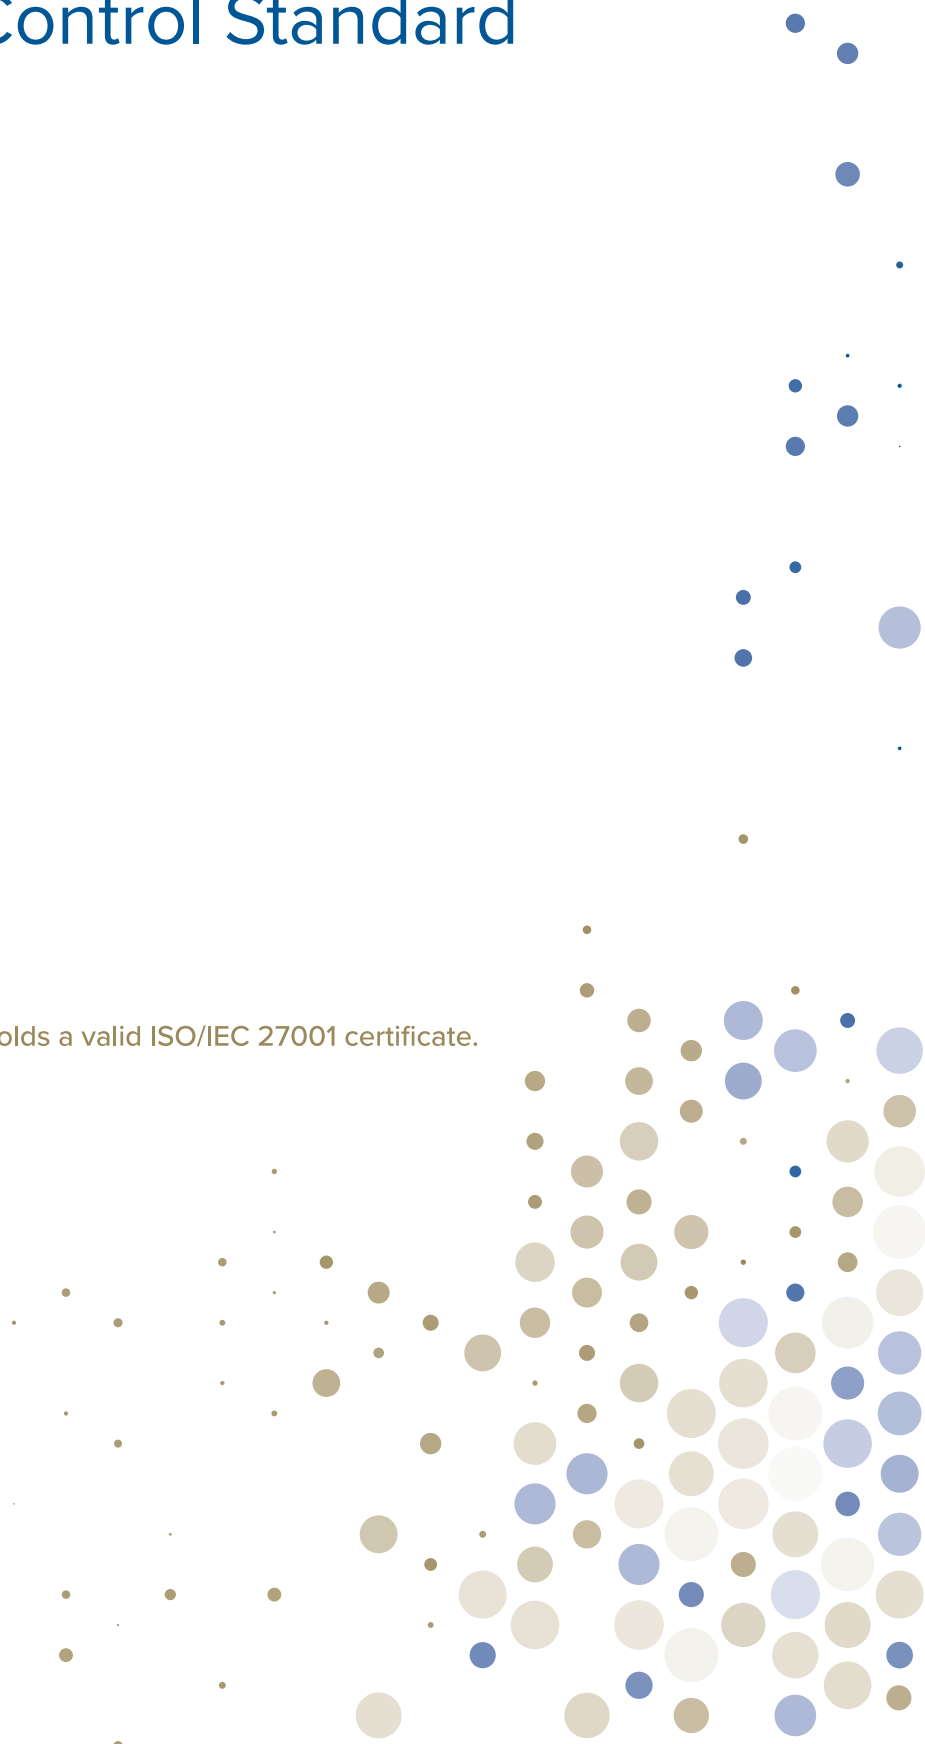 Control Standard
olds a valid ISO/IEC 27001 certificate.